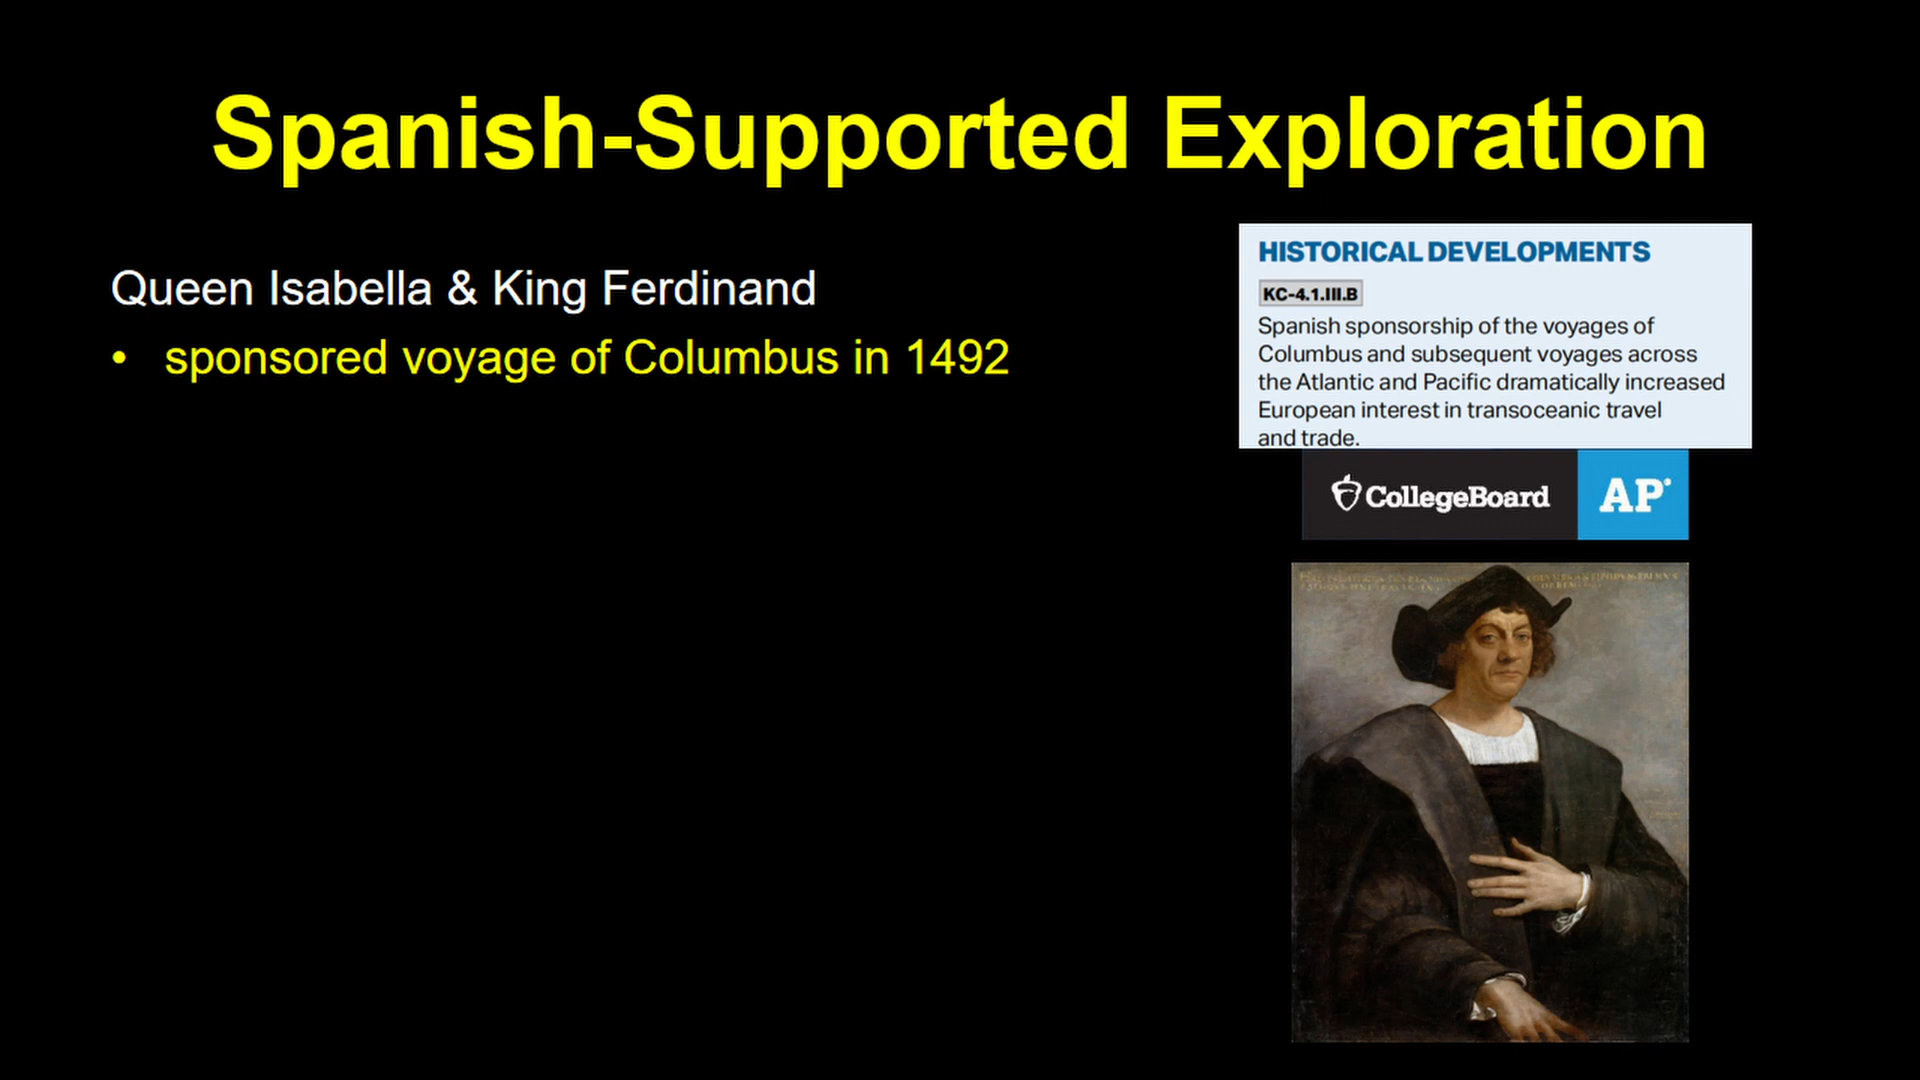 Spanish-Supported Exploration
Queen Isabella & King Ferdinand
• sponsored voyage of Columbus in 1492
HISTORICAL DEVELOPMENTS
KC-4.1.III.B
Spanish sponsorship of the voyages of
Columbus and subsequent voyages across
the Atlantic and Pacific dramatically increased
European interest in transoceanic travel
and trade.
CollegeBoard AP®